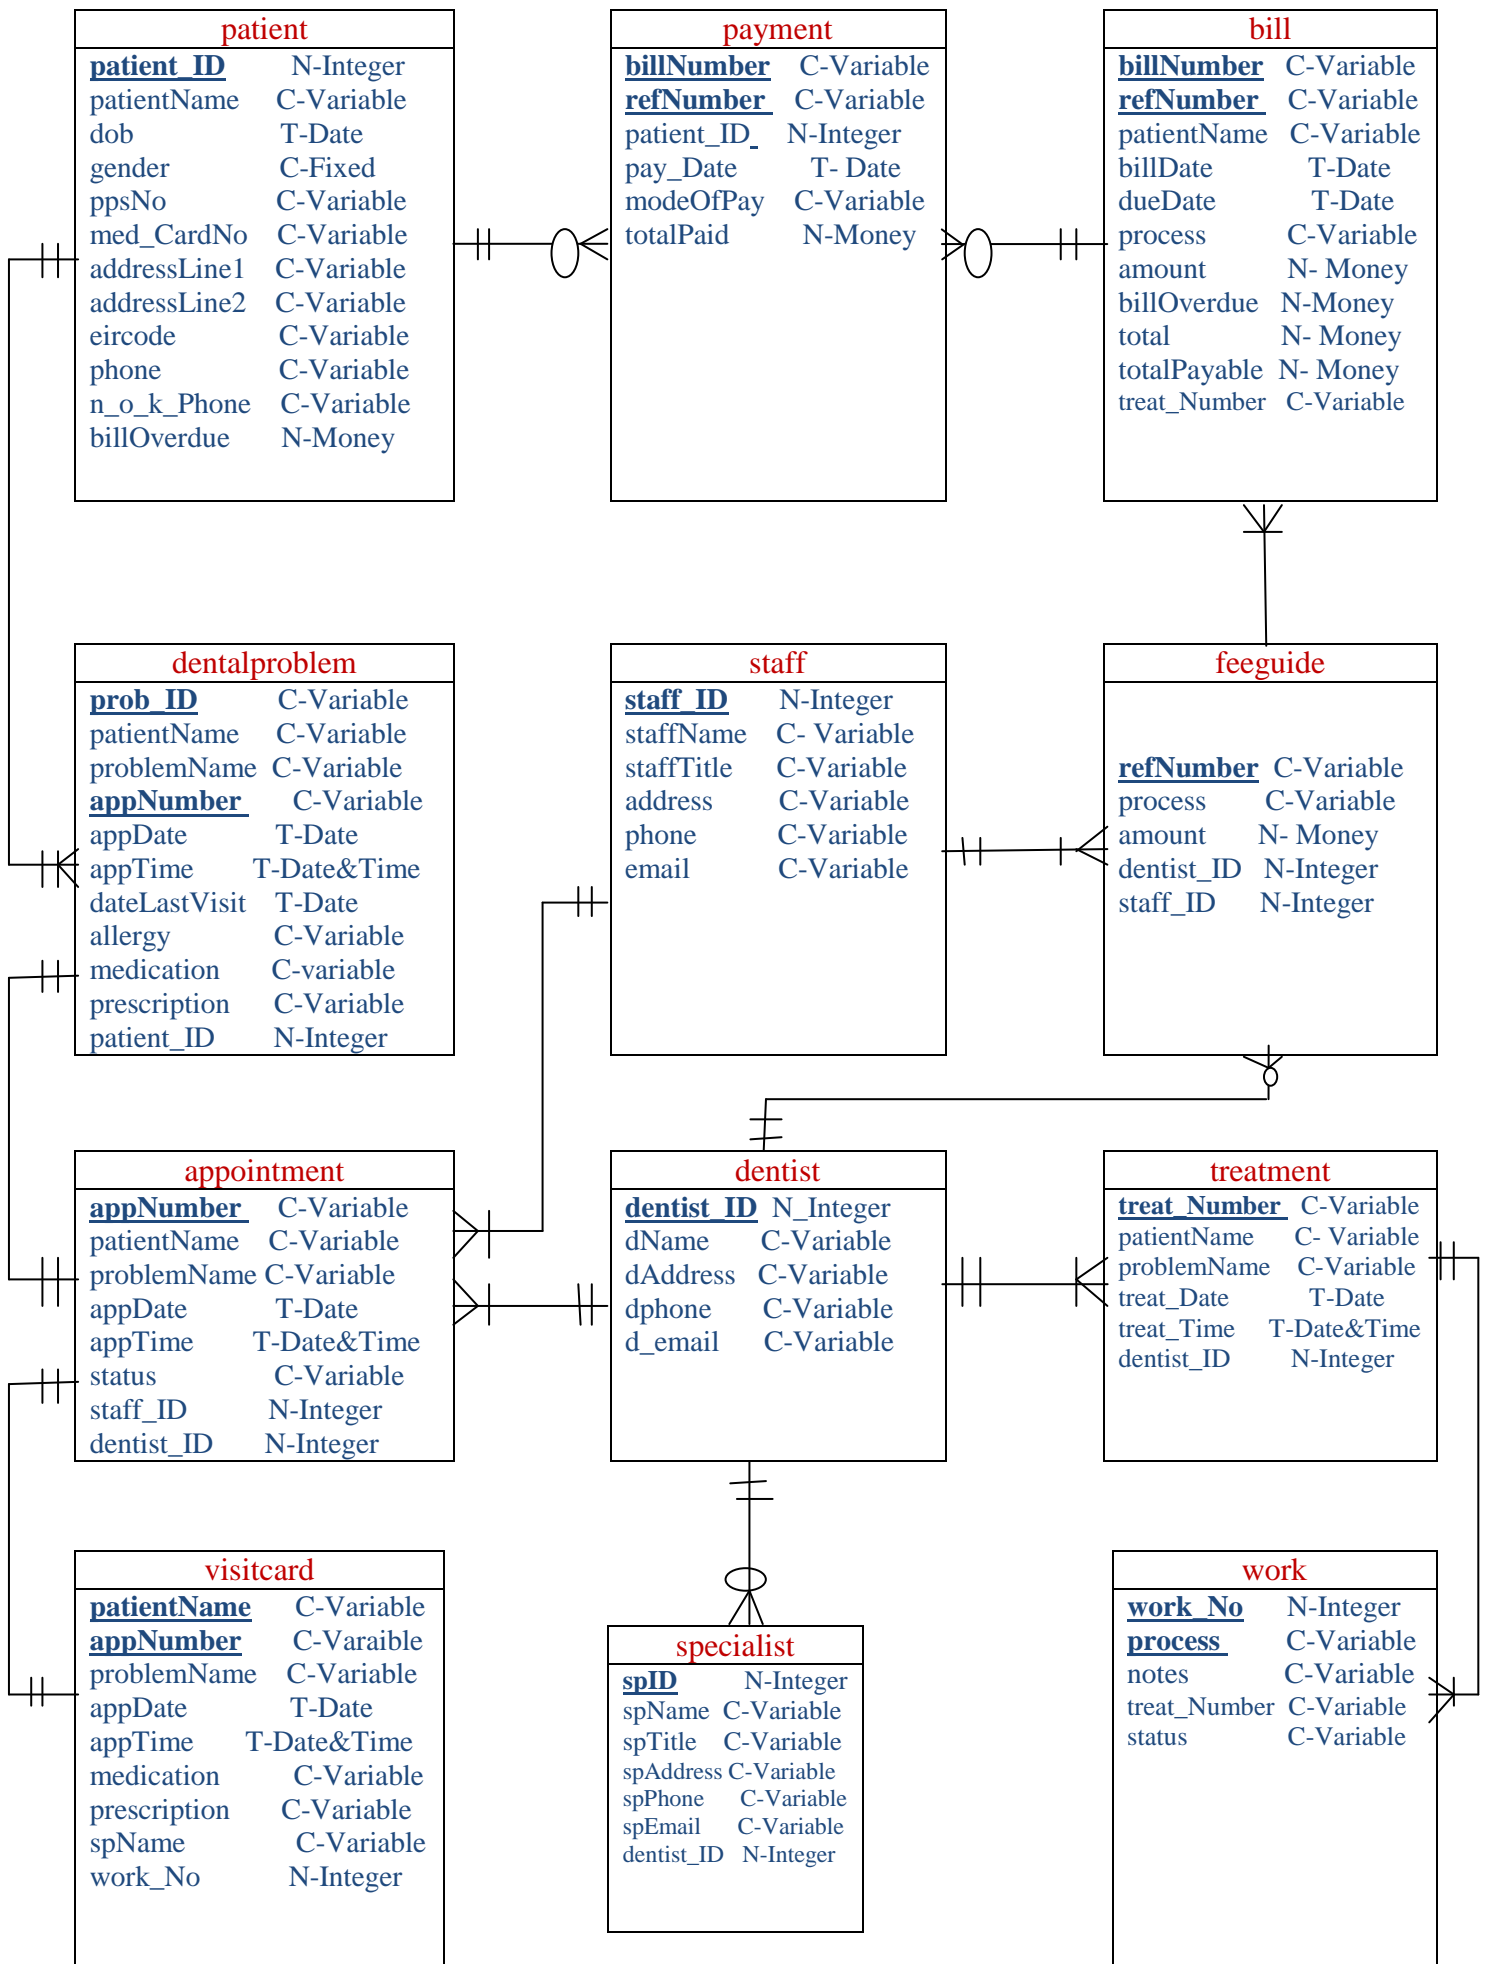 patient
patient_ID N-Integer
patientName C-Variable
dob T-Date
gender C-Fixed
ppsNo C-Variable
med_CardNo C-Variable
addressLine1 C-Variable
addressLine2 C-Variable
eircode C-Variable
phone C-Variable
n_o_k_Phone C-Variable
billOverdue N-Money
payment
billNumber C-Variable
refNumber C-Variable
patient_ID N-Integer
pay_Date T- Date
modeOfPay C-Variable
totalPaid N-Money
bill
billNumber C-Variable
refNumber C-Variable
patientName C-Variable
billDate T-Date
dueDate T-Date
process C-Variable
amount N- Money
billOverdue N-Money
total N- Money
totalPayable N- Money
treat_Number C-Variable
dentalproblem
prob_ID C-Variable
patientName C-Variable
problemName C-Variable
appNumber C-Variable
appDate T-Date
appTime T-Date&Time
dateLastVisit T-Date
allergy C-Variable
medication C-variable
prescription C-Variable
patient_ID N-Integer
staff
staff_ID N-Integer
staffName C- Variable
staffTitle C-Variable
address C-Variable
phone C-Variable
email C-Variable
feeguide
refNumber C-Variable
process C-Variable
amount N- Money
dentist_ID N-Integer
staff_ID N-Integer
appointment
appNumber C-Variable
patientName C-Variable
problemName C-Variable
appDate T-Date
appTime T-Date&Time
status C-Variable
staff_ID N-Integer
dentist_ID N-Integer
dentist
dentist_ID N_Integer
dName C-Variable
dAddress C-Variable
dphone C-Variable
d_email C-Variable
treatment
treat_Number C-Variable
patientName C- Variable
problemName C-Variable
treat_Date T-Date
treat_Time T-Date&Time
dentist_ID N-Integer
visitcard
patientName C-Variable
appNumber C-Varaible
problemName C-Variable
appDate T-Date
appTime T-Date&Time
medication C-Variable
prescription C-Variable
spName C-Variable
work_No N-Integer
specialist
spID N-Integer
spName C-Variable
spTitle C-Variable
spAddress C-Variable
spPhone C-Variable
spEmail C-Variable
dentist_ID N-Integer
work
work_No N-Integer
process C-Variable
notes C-Variable
treat_Number C-Variable
status C-Variable